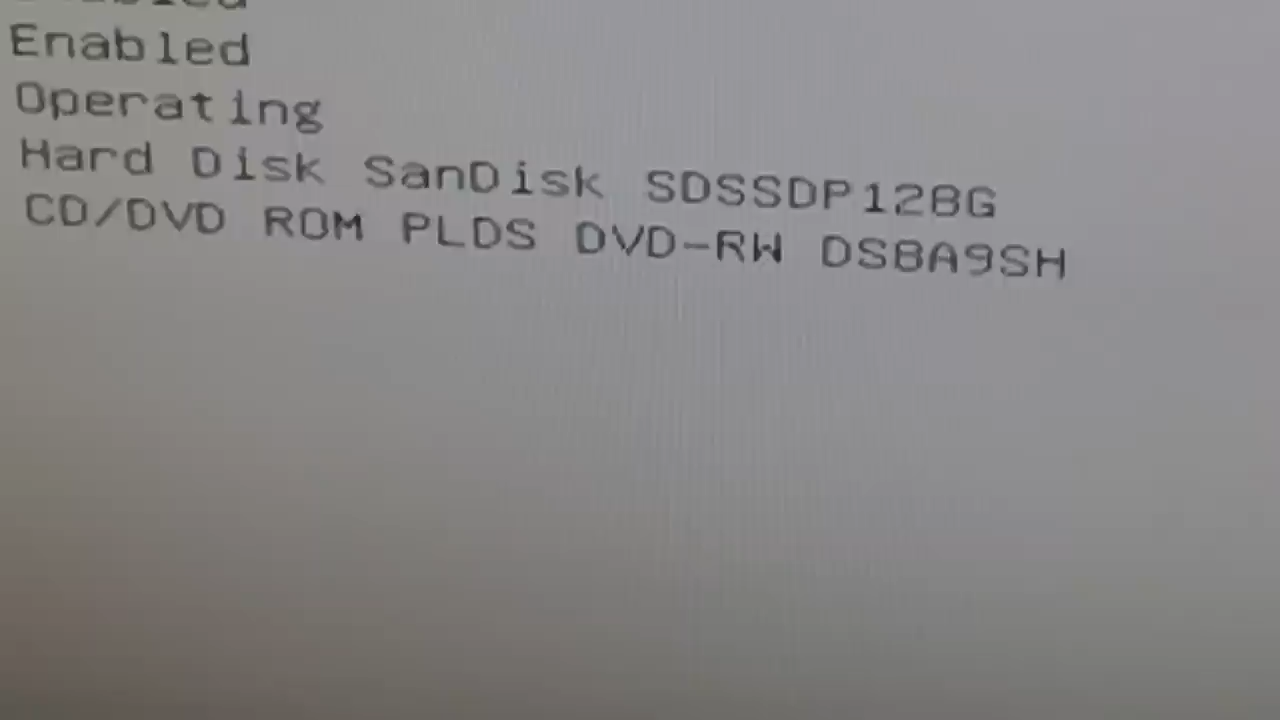 Enabled
Operating
Hard Disk SanDisk SDSSDP128G
CD/DVD ROM PLDS DVD-RW DS8A9SH